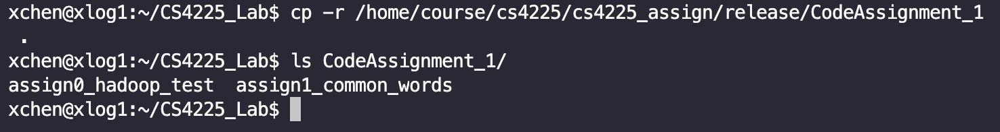 xchen@xlog1:~/CS4225_Lab$ cp -r /home/course/cs4225/cs4225_assign/release/CodeAssignment_1
.
xchen@xlog1:~/CS4225_Lab$ ls CodeAssignment_1/
assign0_hadoop_test  assign1_common_words
xchen@xlog1:~/CS4225_Lab$